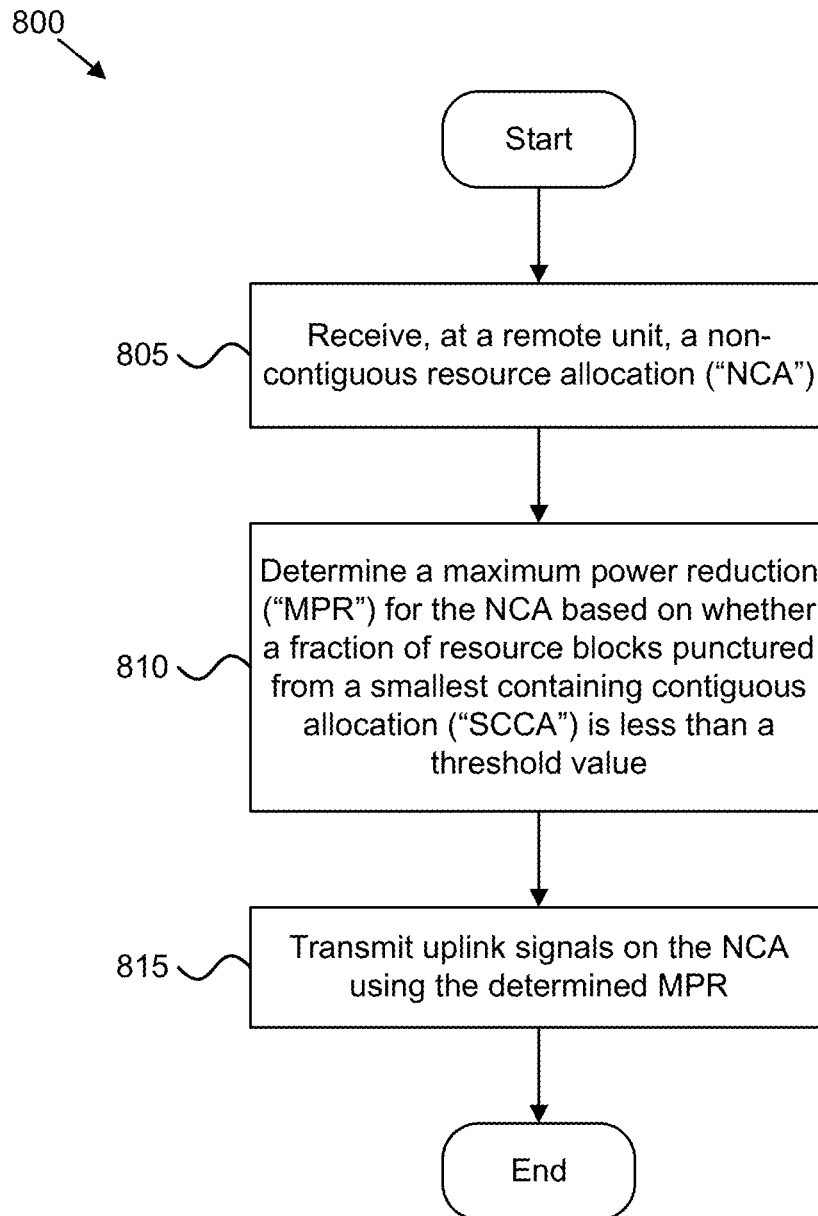 800
Start
805
Receive, at a remote unit, a non-
contiguous resource allocation (“NCA”)
810
Determine a maximum power reduction
(“MPR”) for the NCA based on whether
a fraction of resource blocks punctured
from a smallest containing contiguous
allocation (“SCCA”) is less than a
threshold value
815
Transmit uplink signals on the NCA
using the determined MPR
End